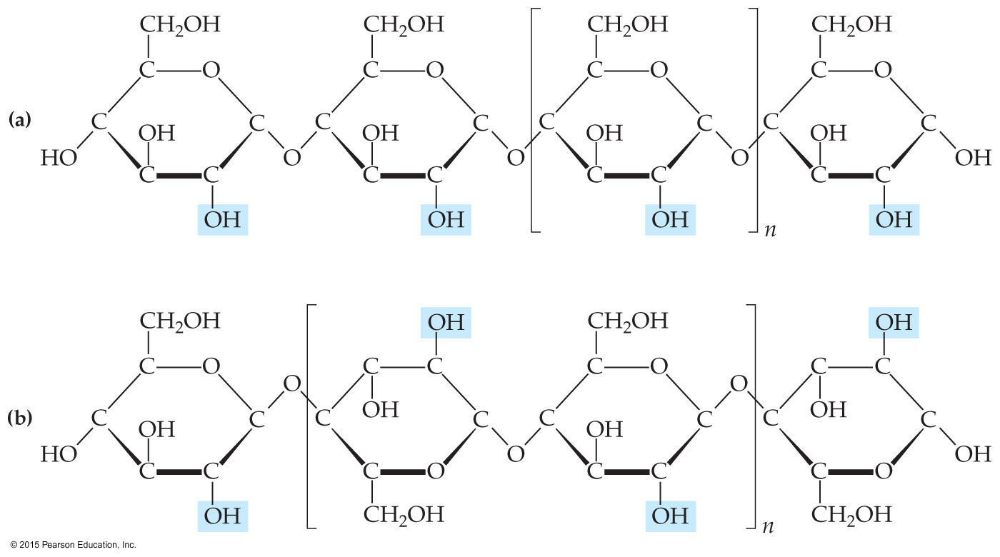 CH₂OH CH₂OH CH₂OH CH₂OH
C O C O C O C O
(a) C OH C C OH C C OH C C OH C
HO O O O OH
C C C C C C C C
OH OH OH OH
n
CH₂OH OH CH₂OH OH
C O C C C O C C
O O
(b) C OH C C OH C C OH C C OH C
HO O OH
C C C O C C C O
OH CH₂OH OH CH₂OH
n
© 2015 Pearson Education, Inc.